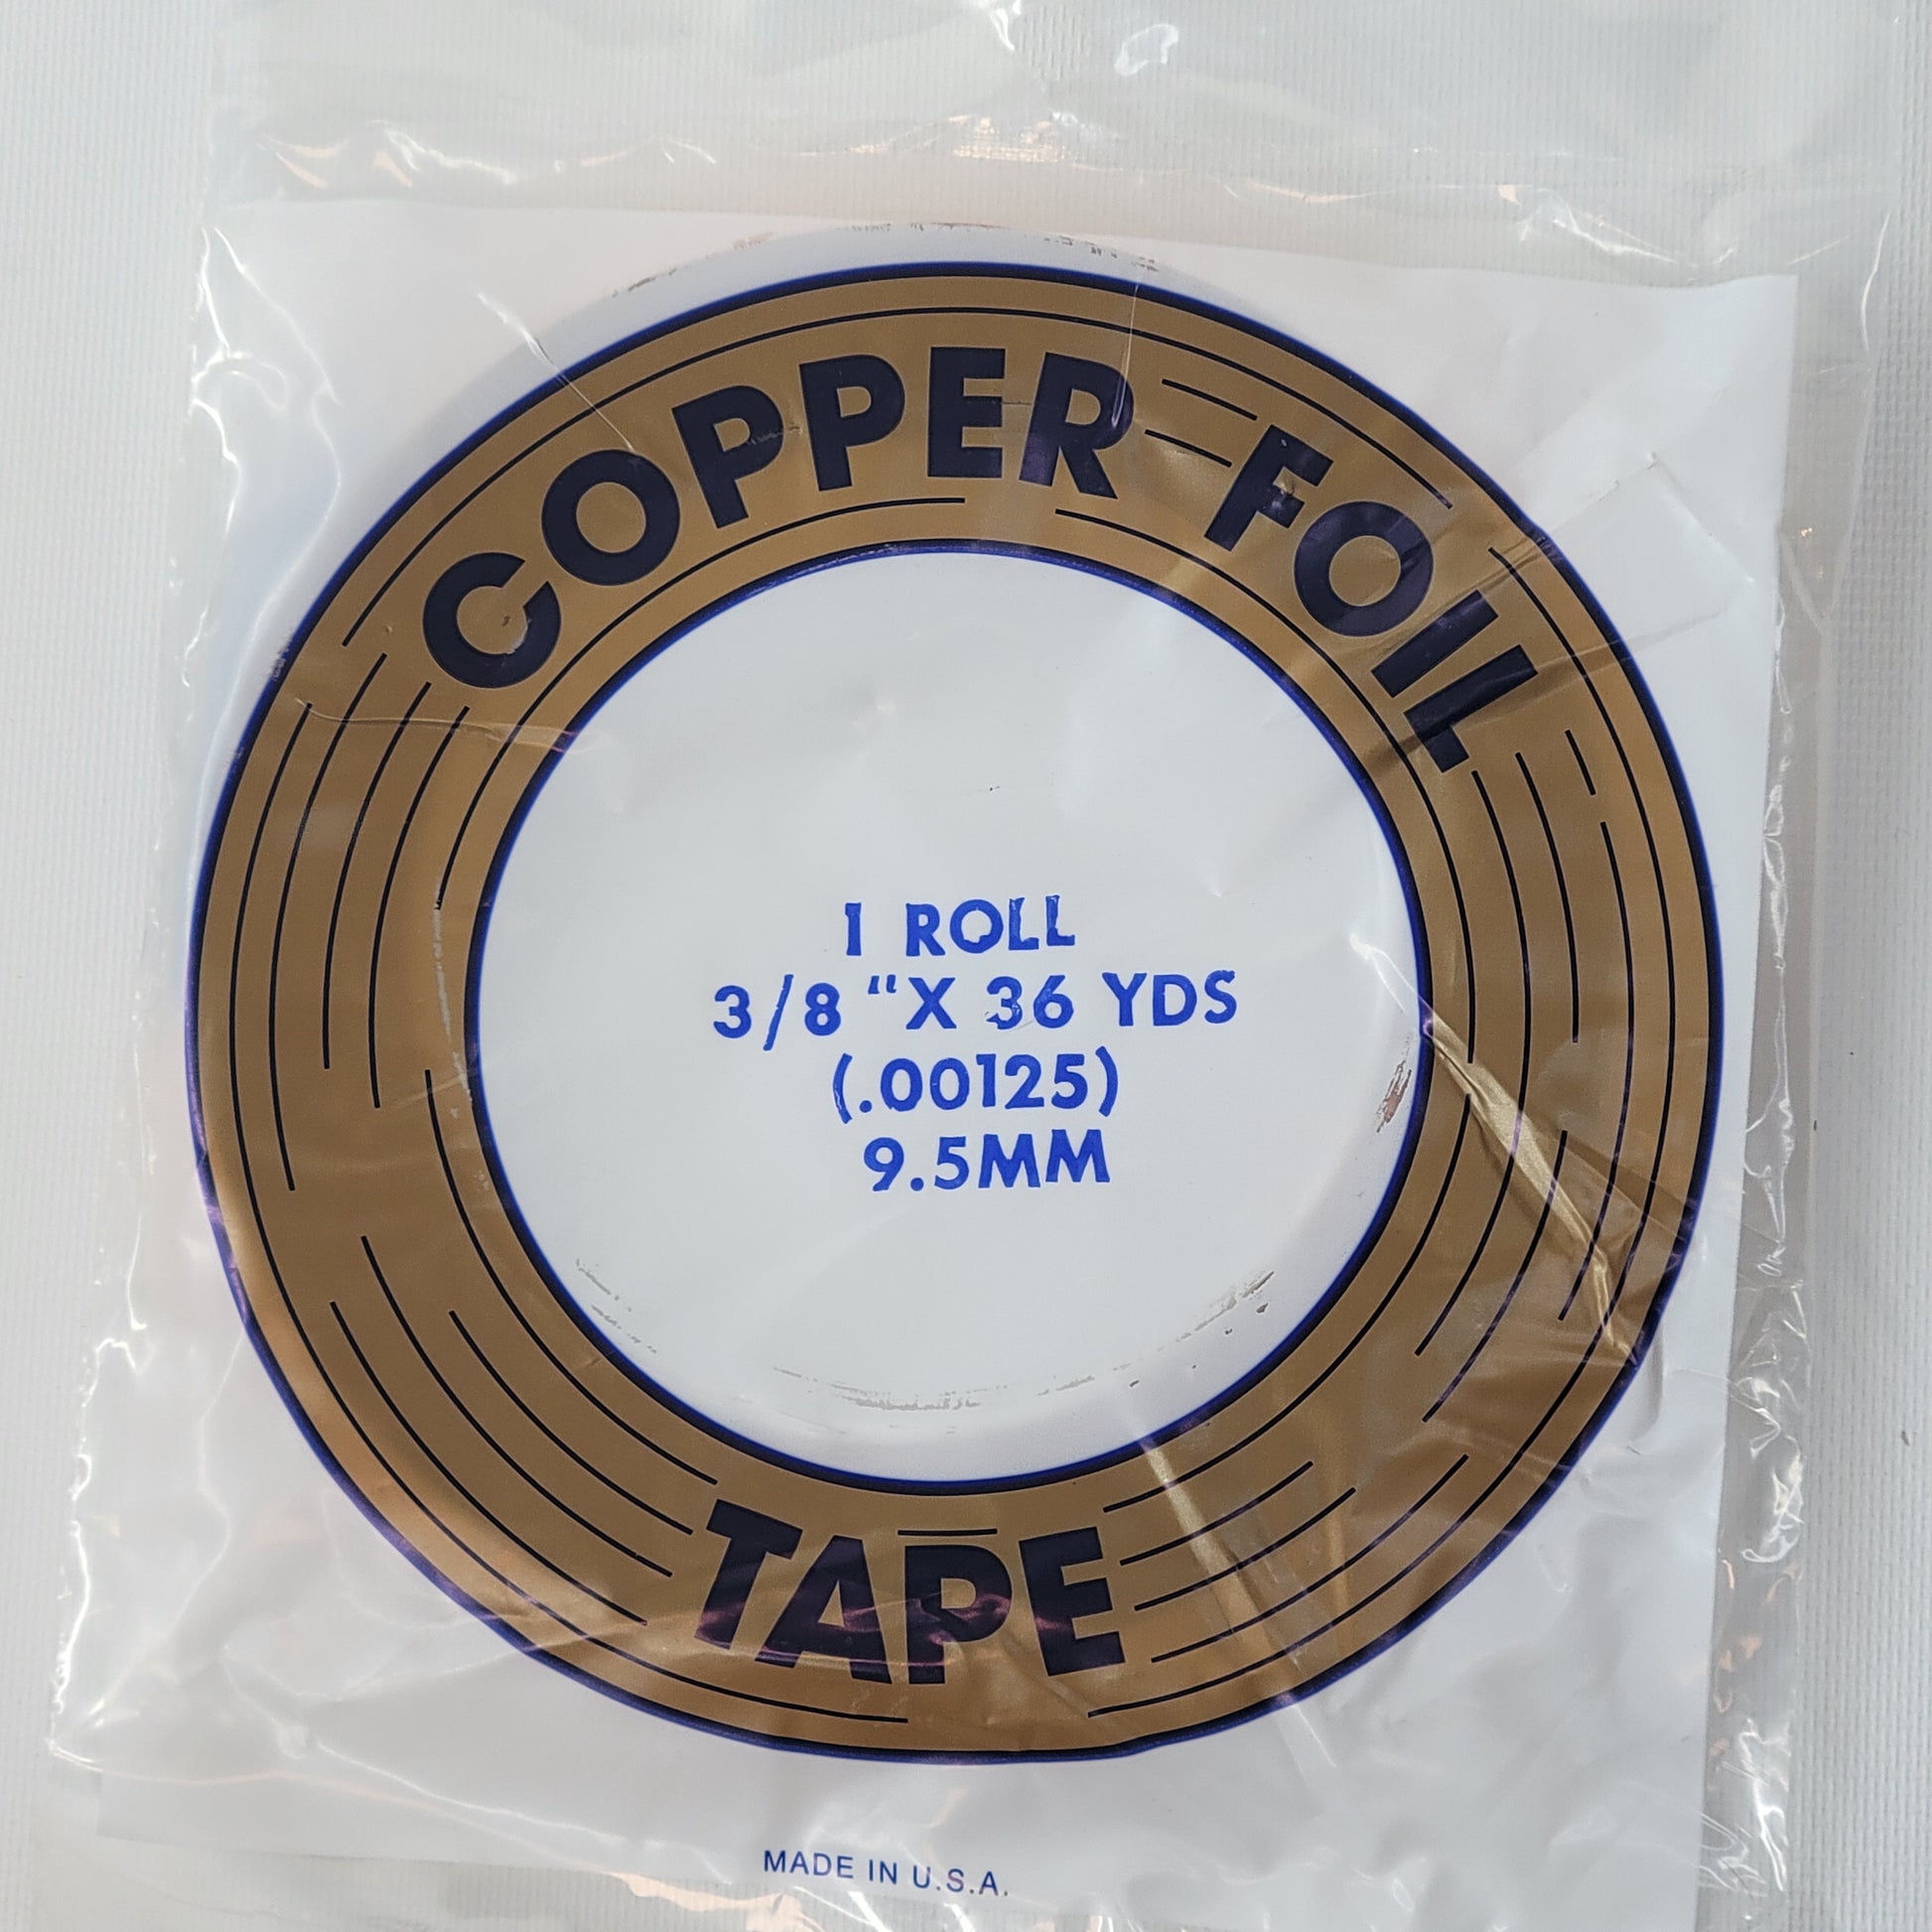 COPPER FOIL
1 ROLL
3/8 "X 36 YDS
(.00125)
9.5MM
TAPE
MADE IN U.S.A.